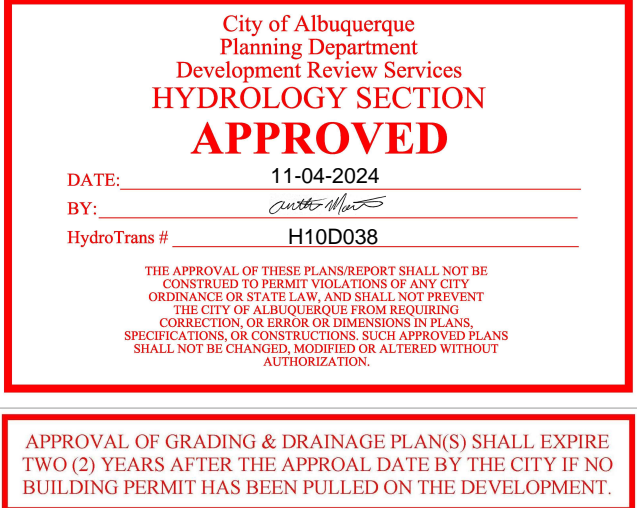 City of Albuquerque
Planning Department
Development Review Services
HYDROLOGY SECTION
APPROVED
DATE: 11-04-2024
BY:
HydroTrans # H10D038
THE APPROVAL OF THESE PLANS/REPORT SHALL NOT BE
CONSTRUED TO PERMIT VIOLATIONS OF ANY CITY
ORDINANCE OR STATE LAW, AND SHALL NOT PREVENT
THE CITY OF ALBUQUERQUE FROM REQUIRING
CORRECTION, OR ERROR OR DIMENSIONS IN PLANS,
SPECIFICATIONS, OR CONSTRUCTIONS. SUCH APPROVED PLANS
SHALL NOT BE CHANGED, MODIFIED OR ALTERED WITHOUT
AUTHORIZATION.
APPROVAL OF GRADING & DRAINAGE PLAN(S) SHALL EXPIRE
TWO (2) YEARS AFTER THE APPROAL DATE BY THE CITY IF NO
BUILDING PERMIT HAS BEEN PULLED ON THE DEVELOPMENT.